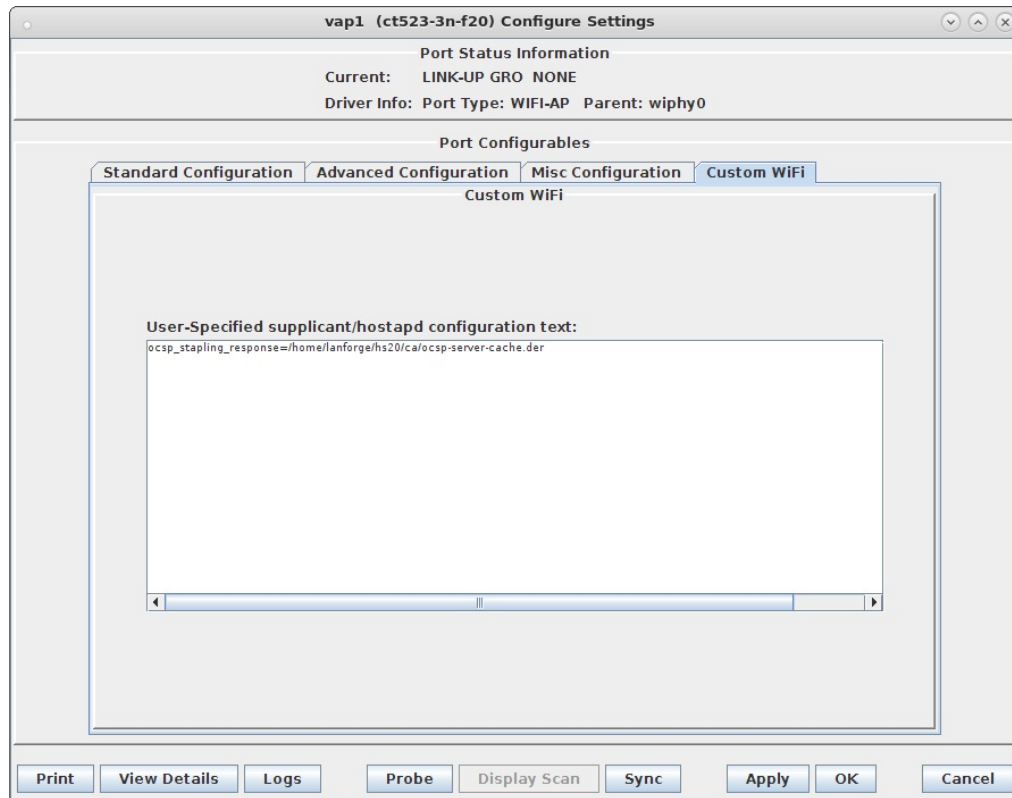 vap1 (ct523-3n-f20) Configure Settings
Port Status Information
Current: LINK-UP GRO NONE
Driver Info: Port Type: WIFI-AP Parent: wiphy0
Port Configurables
Standard Configuration Advanced Configuration Misc Configuration Custom WiFi
Custom WiFi
User-Specified supplicant/hostapd configuration text:
ocsp_stapling_response=/home/lanforge/hs20/ca/ocsp-server-cache.der
Print View Details Logs Probe Display Scan Sync Apply OK Cancel